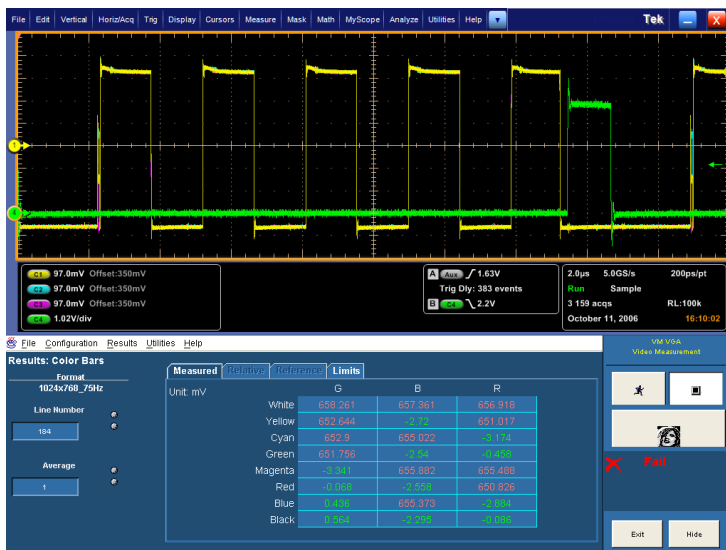 File Edit Vertical Horiz/Acq Trig Display Cursors Measure Mask Math MyScope Analyze Utilities Help Tek X
1
4
C1 97.0mV Offset:350mV
C2 97.0mV Offset:350mV
C3 97.0mV Offset:350mV
C4 1.02V/div
A Aux 1.63V
Trig Dly: 383 events
B C4 2.2V
2.0µs 5.0GS/s 200ps/pt
Run Sample
3 159 acqs RL:100k
October 11, 2006 16:10:02
File Configuration Results Utilities Help
Results: Color Bars
Format
1024x768_75Hz
Line Number
184
Average
1
Measured Relative Reference Limits
Unit: mV G B R
White 658.261 657.361 656.918
Yellow 652.644 -2.72 651.017
Cyan 652.9 655.022 -3.174
Green 651.756 -2.54 -0.458
Magenta -3.341 655.882 655.488
Red -0.068 -2.558 650.826
Blue 0.436 655.373 -2.884
Black 0.564 -2.295 -0.086
VM VGA
Video Measurement
Fail
Exit Hide